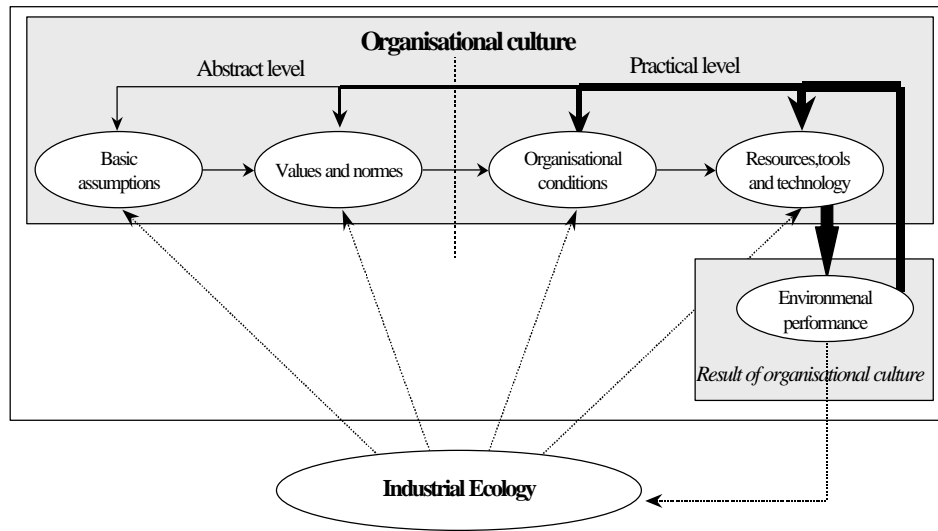 Organisational culture
Abstract level
Practical level
Basic
assumptions
Values and normes
Organisational
conditions
Resources,tools
and technology
Environmenal
performance
Result of organisational culture
Industrial Ecology